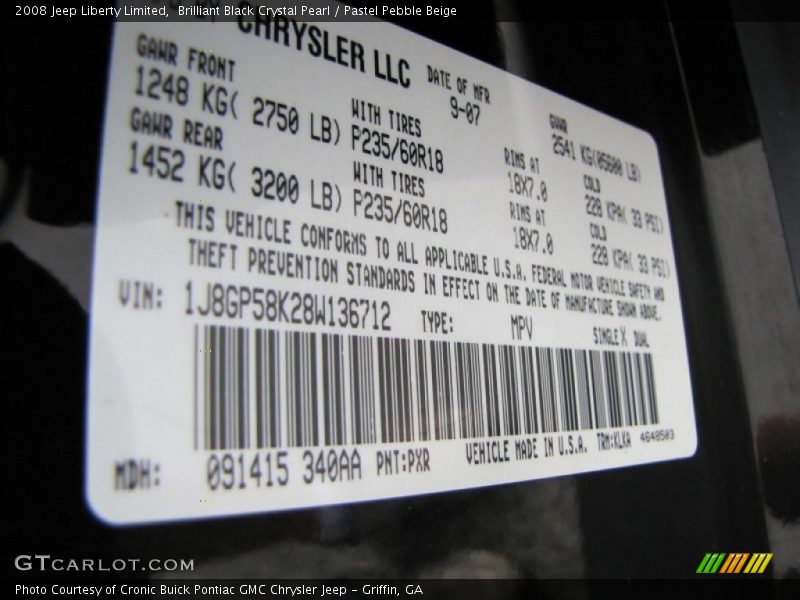 2008 Jeep Liberty Limited, Brilliant Black Crystal Pearl / Pastel Pebble Beige
CHRYSLER LLC
DATE OF MFR
9-07
GAWR FRONT
1248 KG( 2750 LB)
WITH TIRES
P235/60R18
RIMS AT
18X7.0
GVWR
2541 KG(05600 LB)
COLD
228 KPA( 33 PSI)
GAWR REAR
1452 KG( 3200 LB)
WITH TIRES
P235/60R18
RIMS AT
18X7.0
COLD
228 KPA( 33 PSI)
THIS VEHICLE CONFORMS TO ALL APPLICABLE U.S.A. FEDERAL MOTOR VEHICLE SAFETY AND
THEFT PREVENTION STANDARDS IN EFFECT ON THE DATE OF MANUFACTURE SHOWN ABOVE.
VIN: 1J8GP58K28W136712 TYPE: MPV SINGLE X DUAL
MDH: 091415 340AA PNT:PXR VEHICLE MADE IN U.S.A. TRM:KLKA 4648503
GTCARLOT.COM
Photo Courtesy of Cronic Buick Pontiac GMC Chrysler Jeep - Griffin, GA